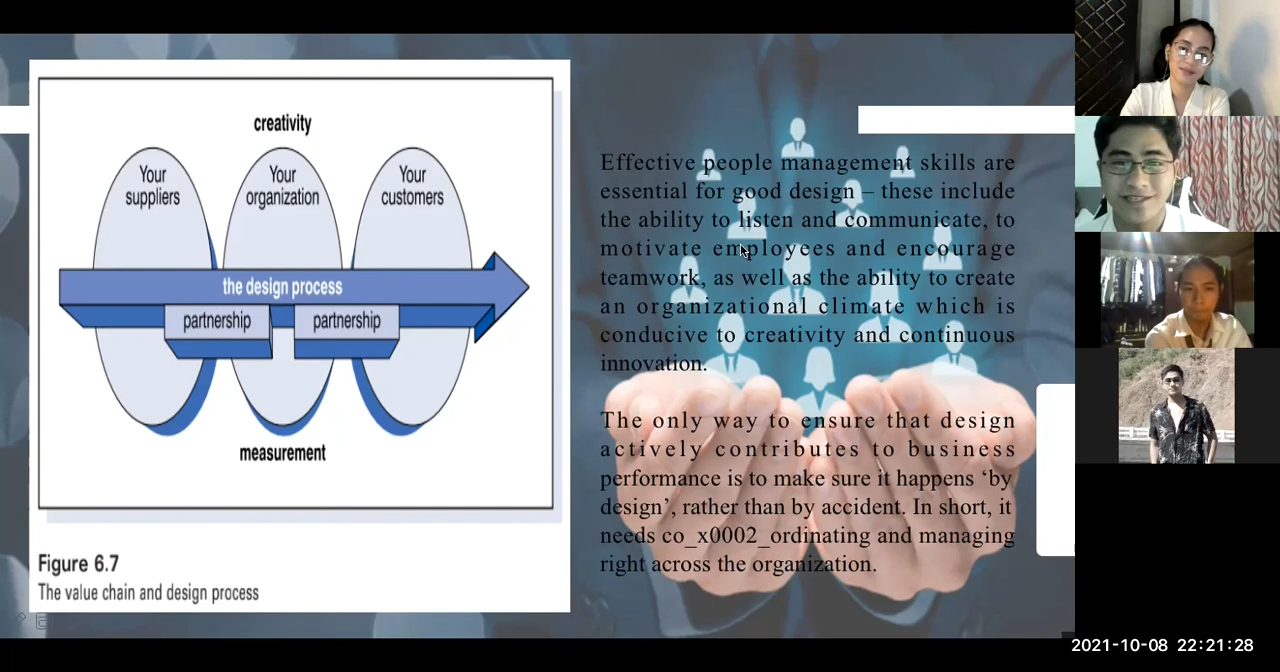 creativity
Your
suppliers
Your
organization
Your
customers
the design process
partnership
partnership
measurement
Figure 6.7
The value chain and design process
Effective people management skills are
essential for good design – these include
the ability to listen and communicate, to
motivate employees and encourage
teamwork, as well as the ability to create
an organizational climate which is
conducive to creativity and continuous
innovation.
The only way to ensure that design
actively contributes to business
performance is to make sure it happens ‘by
design’, rather than by accident. In short, it
needs co_x0002_ordinating and managing
right across the organization.
2021-10-08 22:21:28